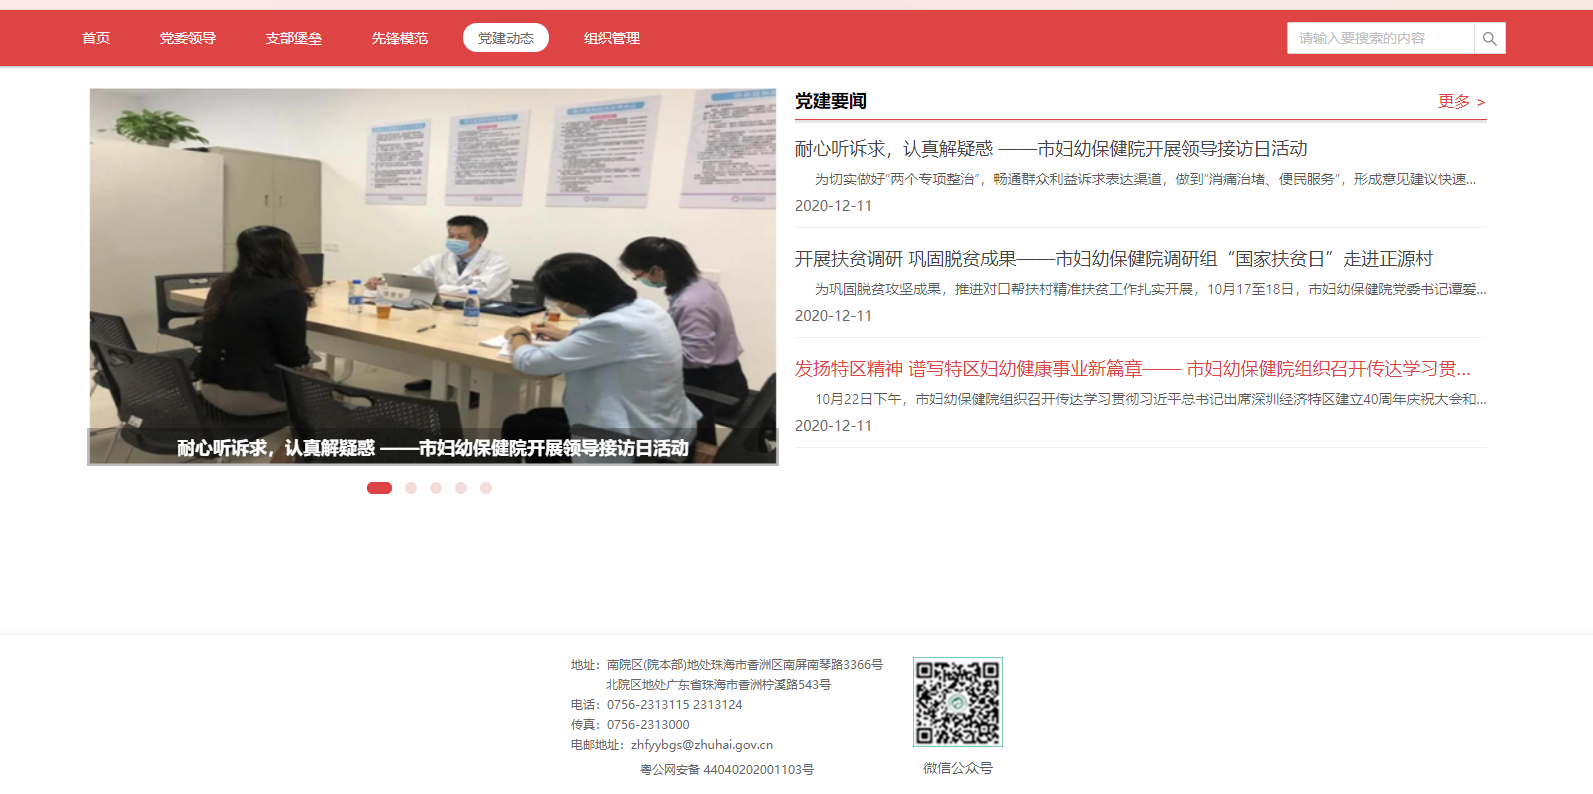 首页 党委领导 支部堡垒 先锋模范 党建动态 组织管理 请输入要搜索的内容
党建要闻 更多 >
耐心听诉求，认真解疑惑 ——市妇幼保健院开展领导接访日活动
为切实做好“两个专项整治”，畅通群众利益诉求表达渠道，做到“消痛治堵、便民服务”，形成意见建议快速...
2020-12-11
开展扶贫调研 巩固脱贫成果——市妇幼保健院调研组“国家扶贫日”走进正源村
为巩固脱贫攻坚成果，推进对口帮扶村精准扶贫工作扎实开展，10月17至18日，市妇幼保健院党委书记谭爱...
2020-12-11
发扬特区精神 谱写特区妇幼健康事业新篇章—— 市妇幼保健院组织召开传达学习贯...
10月22日下午，市妇幼保健院组织召开传达学习贯彻习近平总书记出席深圳经济特区建立40周年庆祝大会和...
2020-12-11
耐心听诉求，认真解疑惑 ——市妇幼保健院开展领导接访日活动
地址：南院区(院本部)地处珠海市香洲区南屏南琴路3366号
北院区地处广东省珠海市香洲柠溪路543号
电话：0756-2313115 2313124
传真：0756-2313000
电邮地址：zhfyybgs@zhuhai.gov.cn
粤公网安备 44040202001103号
微信公众号